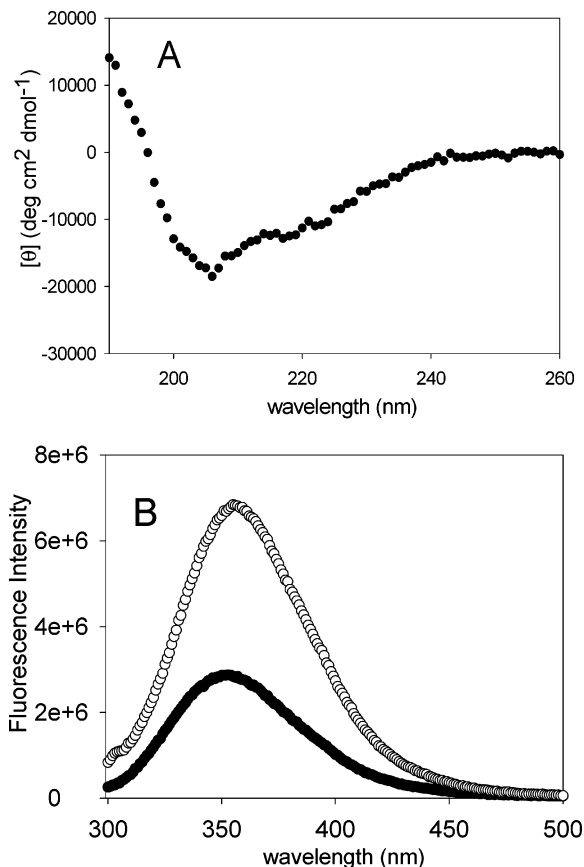 A
20000
10000
0
-10000
-20000
-30000
[θ] (deg cm² dmol⁻¹)
200 220 240 260
wavelength (nm)
B
8e+6
6e+6
4e+6
2e+6
0
Fluorescence Intensity
300 350 400 450 500
wavelength (nm)